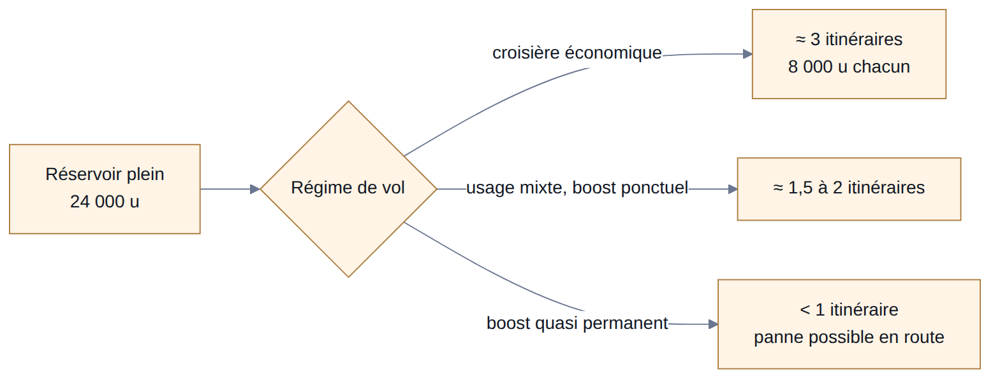 Réservoir plein
24 000 u
Régime de vol
croisière économique
≈ 3 itinéraires
8 000 u chacun
usage mixte, boost ponctuel
≈ 1,5 à 2 itinéraires
boost quasi permanent
< 1 itinéraire
panne possible en route